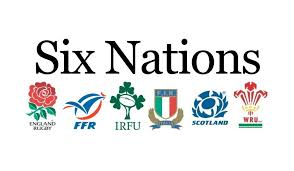 Six Nations
ENGLAND
RUGBY
FFR
IRFU
F.I.R.
SCOTLAND
WRU